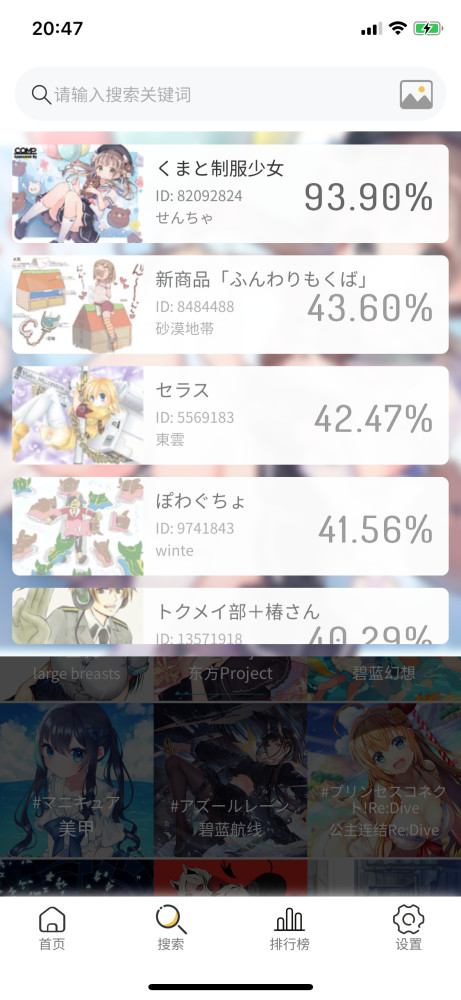 20:47
请输入搜索关键词
COMP
くまと制服少女
ID: 82092824
せんちゃ
93.90%
新商品「ふんわりもくば」
ID: 8484488
砂漠地帯
43.60%
セラス
ID: 5569183
東雲
42.47%
ぽわぐちょ
ID: 9741843
winte
41.56%
トクメイ部＋椿さん
ID: 13571918
40.29%
large breasts
东方Project
碧蓝幻想
#マニキュア
美甲
#アズールレーン
碧蓝航线
#プリンセスコネク
ト!Re:Dive
公主连结Re:Dive
首页
搜索
排行榜
设置